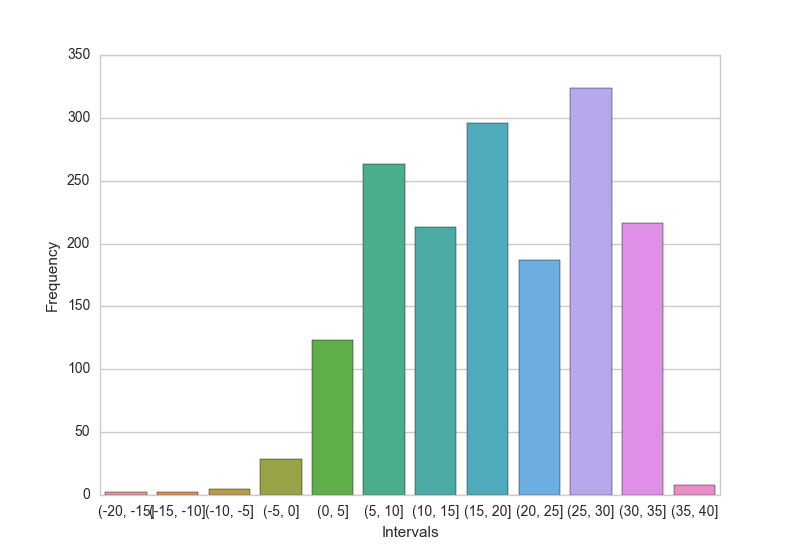 350
300
250
200
150
100
50
0
Frequency
(-20, -15] (-15, -10] (-10, -5] (-5, 0] (0, 5] (5, 10] (10, 15] (15, 20] (20, 25] (25, 30] (30, 35] (35, 40]
Intervals